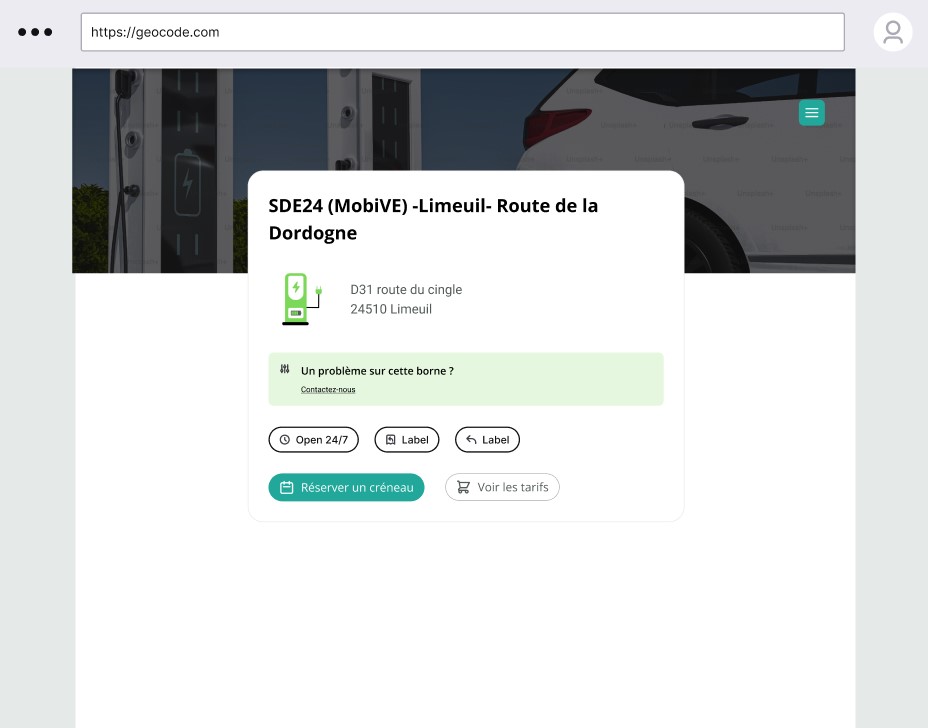 https://geocode.com
SDE24 (MobiVE) -Limeuil- Route de la
Dordogne
D31 route du cingle
24510 Limeuil
Un problème sur cette borne ?
Contactez-nous
Open 24/7
Label
Label
Réserver un créneau
Voir les tarifs